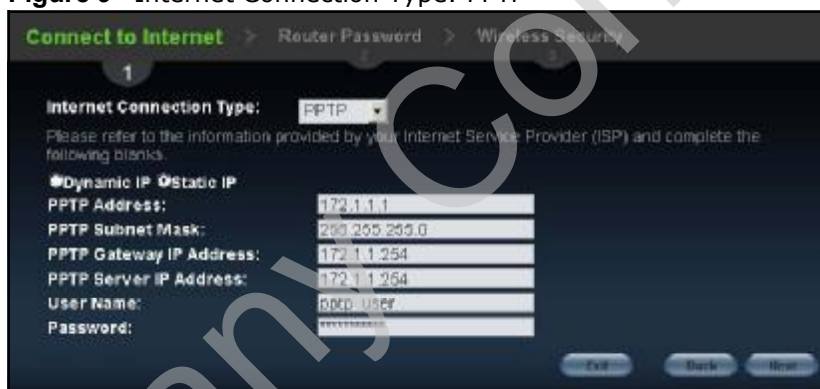 Internet Connection Type: PPTP
Connect to Internet > Router Password > Wireless Security
1 2 3
Internet Connection Type: PPTP
Please refer to the information provided by your Internet Service Provider (ISP) and complete the
following blanks.
Dynamic IP Static IP
PPTP Address: 172.1.1.1
PPTP Subnet Mask: 255.255.255.0
PPTP Gateway IP Address: 172.1.1.254
PPTP Server IP Address: 172.1.1.254
User Name: pptp_user
Password:
Exit Back Next